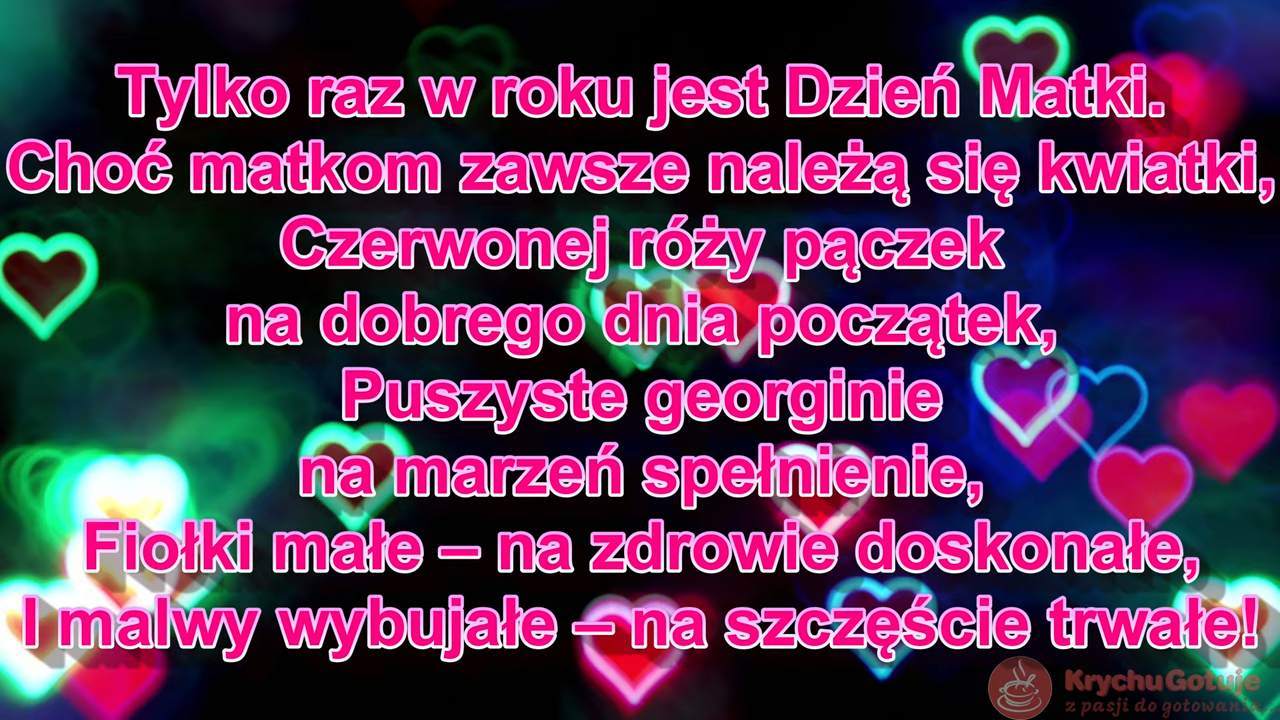 Tylko raz w roku jest Dzień Matki.
Choć matkom zawsze należą się kwiatki,
Czerwonej róży pączek
na dobrego dnia początek,
Puszyste georginie
na marzeń spełnienie,
Fiołki małe – na zdrowie doskonałe,
I malwy wybujałe – na szczęście trwałe!
KrychuGotuje
z pasji do gotowania...